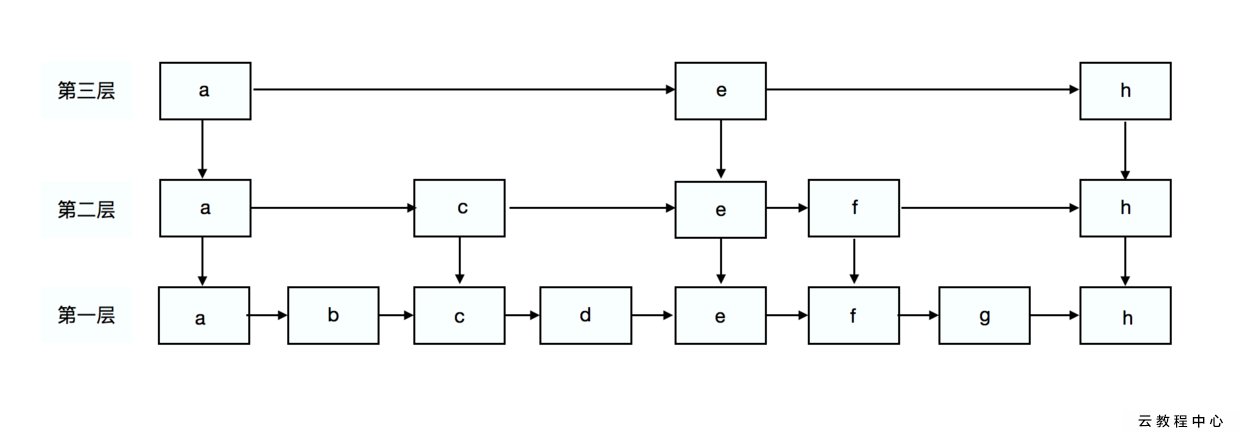 第三层 a e h
第二层 a c e f h
第一层 a b c d e f g h
云教程中心